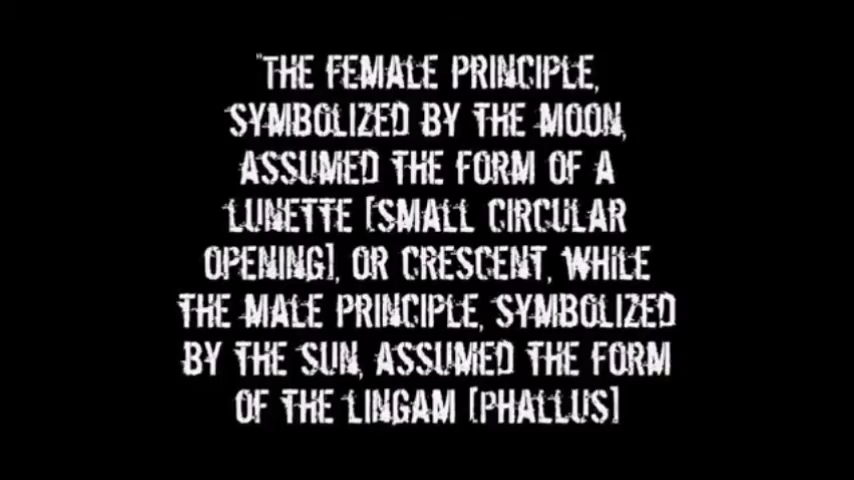 "THE FEMALE PRINCIPLE,
SYMBOLIZED BY THE MOON,
ASSUMED THE FORM OF A
LUNETTE [SMALL CIRCULAR
OPENING], OR CRESCENT, WHILE
THE MALE PRINCIPLE, SYMBOLIZED
BY THE SUN, ASSUMED THE FORM
OF THE LINGAM [PHALLUS]